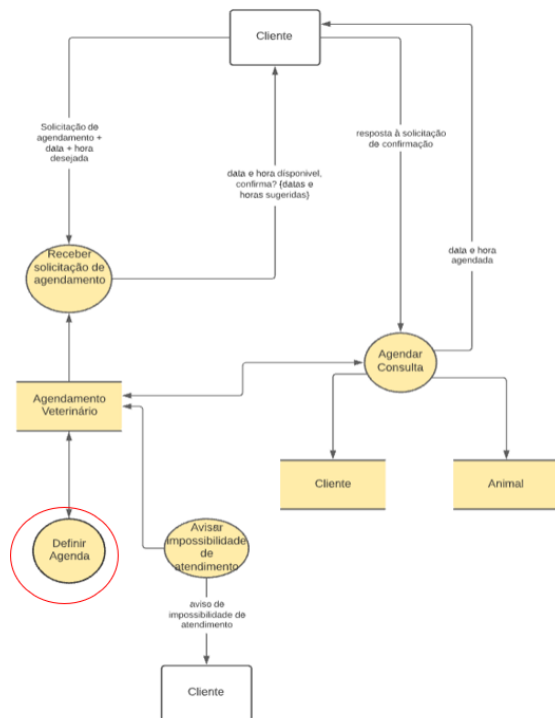 Cliente
Solicitação de
agendamento +
data + hora
desejada
resposta à solicitação
de confirmação
data e hora disponivel,
confirma? {datas e
horas sugeridas}
data e hora
agendada
Receber
solicitação de
agendamento
Agendar
Consulta
Agendamento
Veterinário
Cliente
Animal
Definir
Agenda
Avisar
impossibilidade
de
atendimento
aviso de
impossibilidade de
atendimento
Cliente